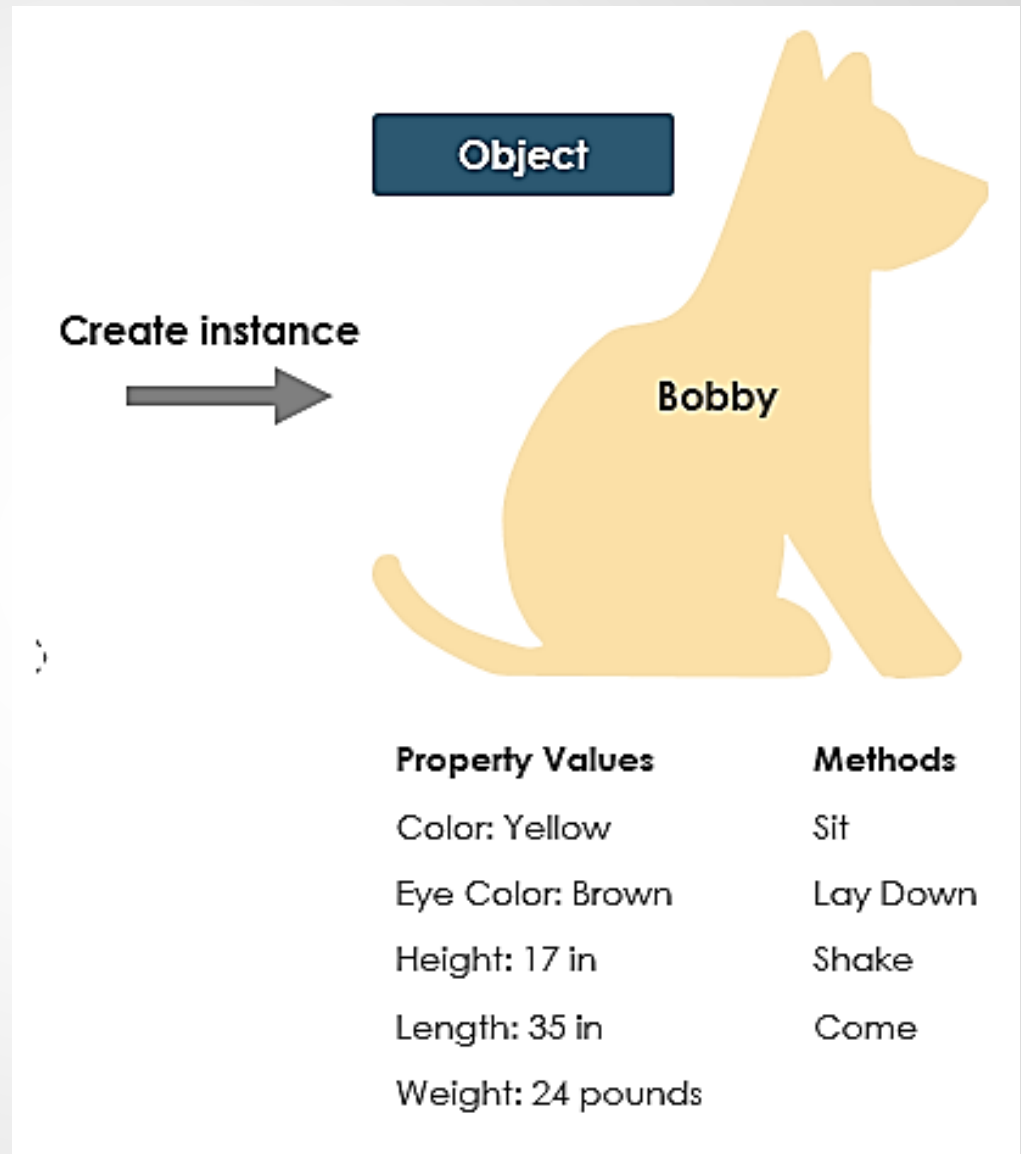 Object
Create instance
Bobby
Property Values Methods
Color: Yellow Sit
Eye Color: Brown Lay Down
Height: 17 in Shake
Length: 35 in Come
Weight: 24 pounds